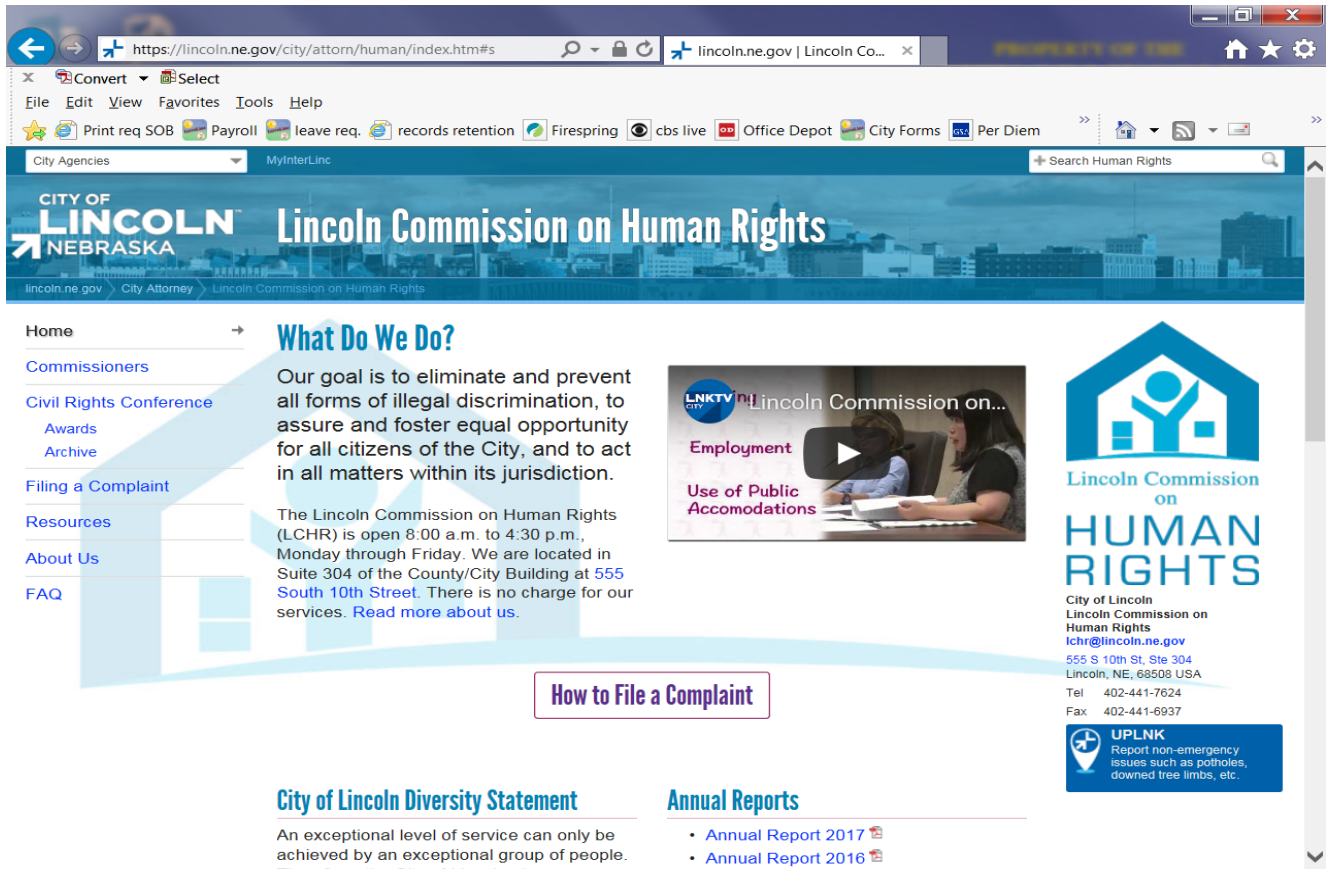 https://lincoln.ne.gov/city/attorn/human/index.htm#s
lincoln.ne.gov | Lincoln Co...
PROPERTY OF THE
Convert
Select
File Edit View Favorites Tools Help
Print req SOB
Payroll
leave req.
records retention
Firespring
cbs live
Office Depot
City Forms
GSA
Per Diem
City Agencies
MyInterLinc
Search Human Rights
CITY OF
LINCOLN
NEBRASKA
Lincoln Commission on Human Rights
lincoln.ne.gov
City Attorney
Lincoln Commission on Human Rights
Home
Commissioners
Civil Rights Conference
Awards
Archive
Filing a Complaint
Resources
About Us
FAQ
What Do We Do?
Our goal is to eliminate and prevent
all forms of illegal discrimination, to
assure and foster equal opportunity
for all citizens of the City, and to act
in all matters within its jurisdiction.
The Lincoln Commission on Human Rights
(LCHR) is open 8:00 a.m. to 4:30 p.m.,
Monday through Friday. We are located in
Suite 304 of the County/City Building at 555
South 10th Street. There is no charge for our
services. Read more about us.
LNKTV
CITY
Lincoln Commission on...
Employment
Use of Public
Accomodations
How to File a Complaint
City of Lincoln Diversity Statement
An exceptional level of service can only be
achieved by an exceptional group of people.
Annual Reports
• Annual Report 2017
• Annual Report 2016
Lincoln Commission
on
HUMAN
RIGHTS
City of Lincoln
Lincoln Commission on
Human Rights
lchr@lincoln.ne.gov
555 S 10th St, Ste 304
Lincoln, NE, 68508 USA
Tel 402-441-7624
Fax 402-441-6937
UPLNK
Report non-emergency
issues such as potholes,
downed tree limbs, etc.